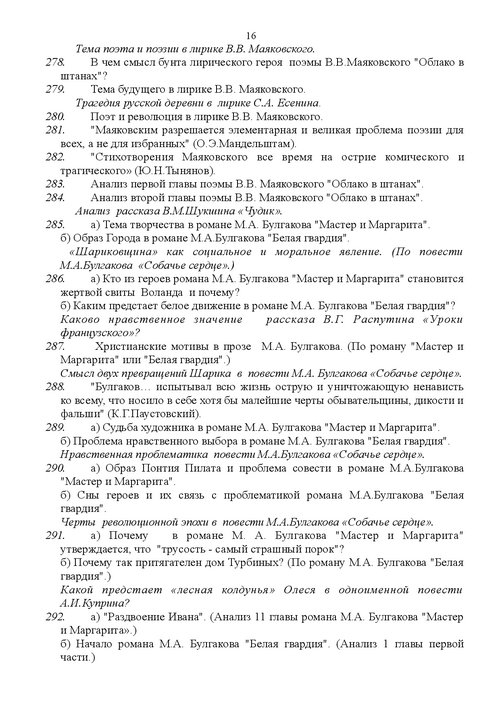 16
Тема поэта и поэзии в лирике В.В. Маяковского.
278. В чем смысл бунта лирического героя поэмы В.В.Маяковского "Облако в
штанах"?
279. Тема будущего в лирике В.В. Маяковского.
Трагедия русской деревни в лирике С.А. Есенина.
280. Поэт и революция в лирике В.В. Маяковского.
281. "Маяковским разрешается элементарная и великая проблема поэзии для
всех, а не для избранных" (О.Э.Мандельштам).
282. "Стихотворения Маяковского все время на острие комического и
трагического» (Ю.Н.Тынянов).
283. Анализ первой главы поэмы В.В. Маяковского "Облако в штанах".
284. Анализ второй главы поэмы В.В. Маяковского "Облако в штанах".
Анализ рассказа В.М.Шукшина «Чудик».
285. а) Тема творчества в романе М.А. Булгакова "Мастер и Маргарита".
б) Образ Города в романе М.А.Булгакова "Белая гвардия".
«Шариковщина» как социальное и моральное явление. (По повести
М.А.Булгакова «Собачье сердце».)
286. а) Кто из героев романа М.А. Булгакова "Мастер и Маргарита" становится
жертвой свиты Воланда и почему?
б) Каким предстает белое движение в романе М.А. Булгакова "Белая гвардия"?
Каково нравственное значение рассказа В.Г. Распутина «Уроки
французского»?
287. Христианские мотивы в прозе М.А. Булгакова. (По роману "Мастер и
Маргарита" или "Белая гвардия".)
Смысл двух превращений Шарика в повести М.А. Булгакова «Собачье сердце».
288. "Булгаков... испытывал всю жизнь острую и уничтожающую ненависть
ко всему, что носило в себе хотя бы малейшие черты обывательщины, дикости и
фальши" (К.Г.Паустовский).
289. а) Судьба художника в романе М.А. Булгакова "Мастер и Маргарита".
б) Проблема нравственного выбора в романе М.А. Булгакова "Белая гвардия".
Нравственная проблематика повести М.А.Булгакова «Собачье сердце».
290. а) Образ Понтия Пилата и проблема совести в романе М.А.Булгакова
"Мастер и Маргарита".
б) Сны героев и их связь с проблематикой романа М.А.Булгакова "Белая
гвардия".
Черты революционной эпохи в повести М.А.Булгакова «Собачье сердце».
291. а) Почему в романе М. А. Булгакова "Мастер и Маргарита"
утверждается, что "трусость - самый страшный порок"?
б) Почему так притягателен дом Турбиных? (По роману М.А. Булгакова "Белая
гвардия".)
Какой предстает «лесная колдунья» Олеся в одноименной повести
А.И.Куприна?
292. а) "Раздвоение Ивана". (Анализ 11 главы романа М.А. Булгакова "Мастер
и Маргарита».)
б) Начало романа М.А. Булгакова "Белая гвардия". (Анализ 1 главы первой
части.)